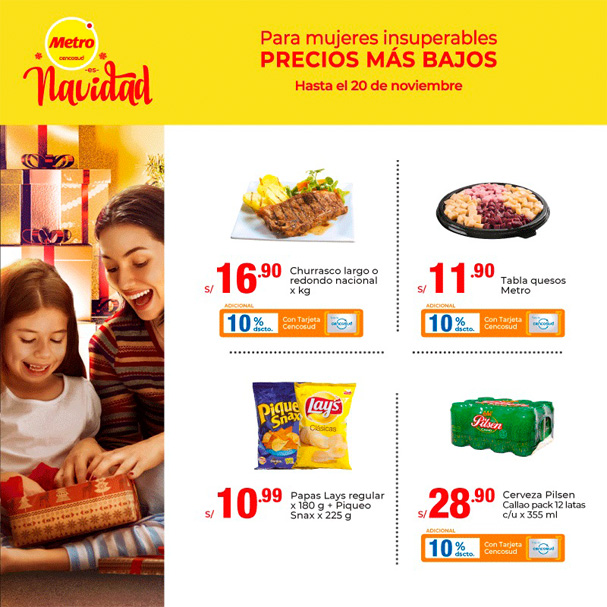 Metro
cencosud
-es-
Navidad
Para mujeres insuperables
PRECIOS MÁS BAJOS
Hasta el 20 de noviembre
S/ 16.90
Churrasco largo o
redondo nacional
x kg
ADICIONAL
10% dscto.
Con Tarjeta
Cencosud
cencosud
S/ 11.90
Tabla quesos
Metro
ADICIONAL
10% dscto.
Con Tarjeta
Cencosud
cencosud
Piqueo
Snax
Lay's
Clásicas
S/ 10.99
Papas Lays regular
x 180 g + Piqueo
Snax x 225 g
Pilsen
S/ 28.90
Cerveza Pilsen
Callao pack 12 latas
c/u x 355 ml
ADICIONAL
10% dscto.
Con Tarjeta
Cencosud
cencosud